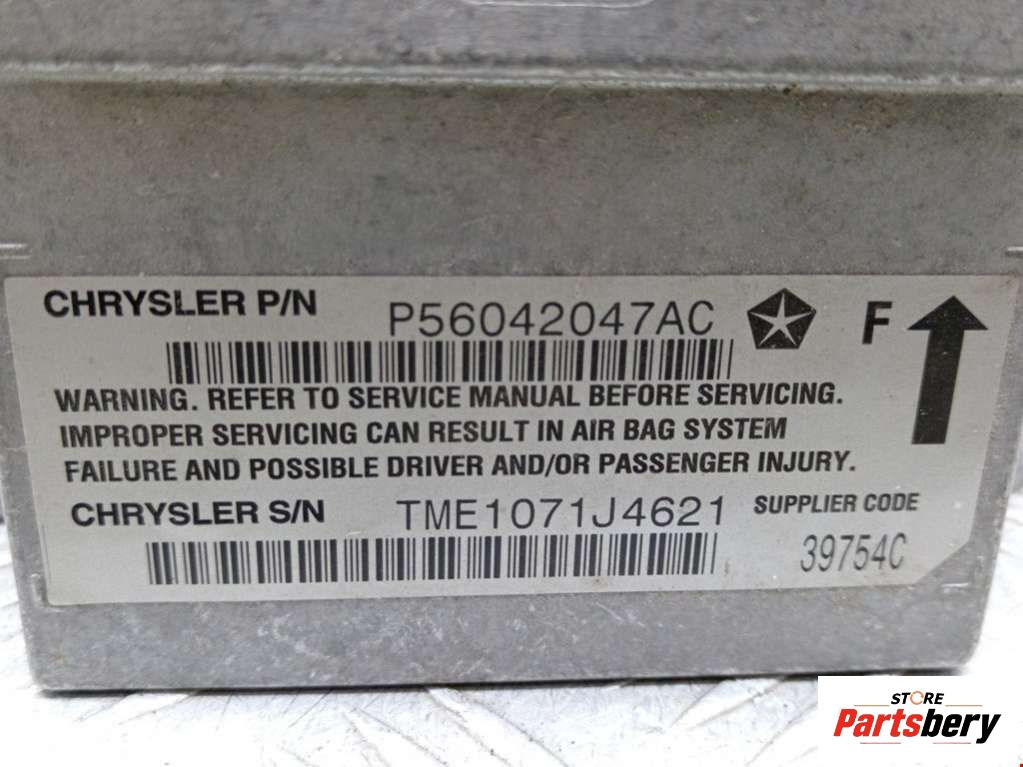 CHRYSLER P/N P56042047AC F
WARNING. REFER TO SERVICE MANUAL BEFORE SERVICING.
IMPROPER SERVICING CAN RESULT IN AIR BAG SYSTEM
FAILURE AND POSSIBLE DRIVER AND/OR PASSENGER INJURY.
CHRYSLER S/N TME1071J4621 SUPPLIER CODE
39754C
STORE
Partsbery